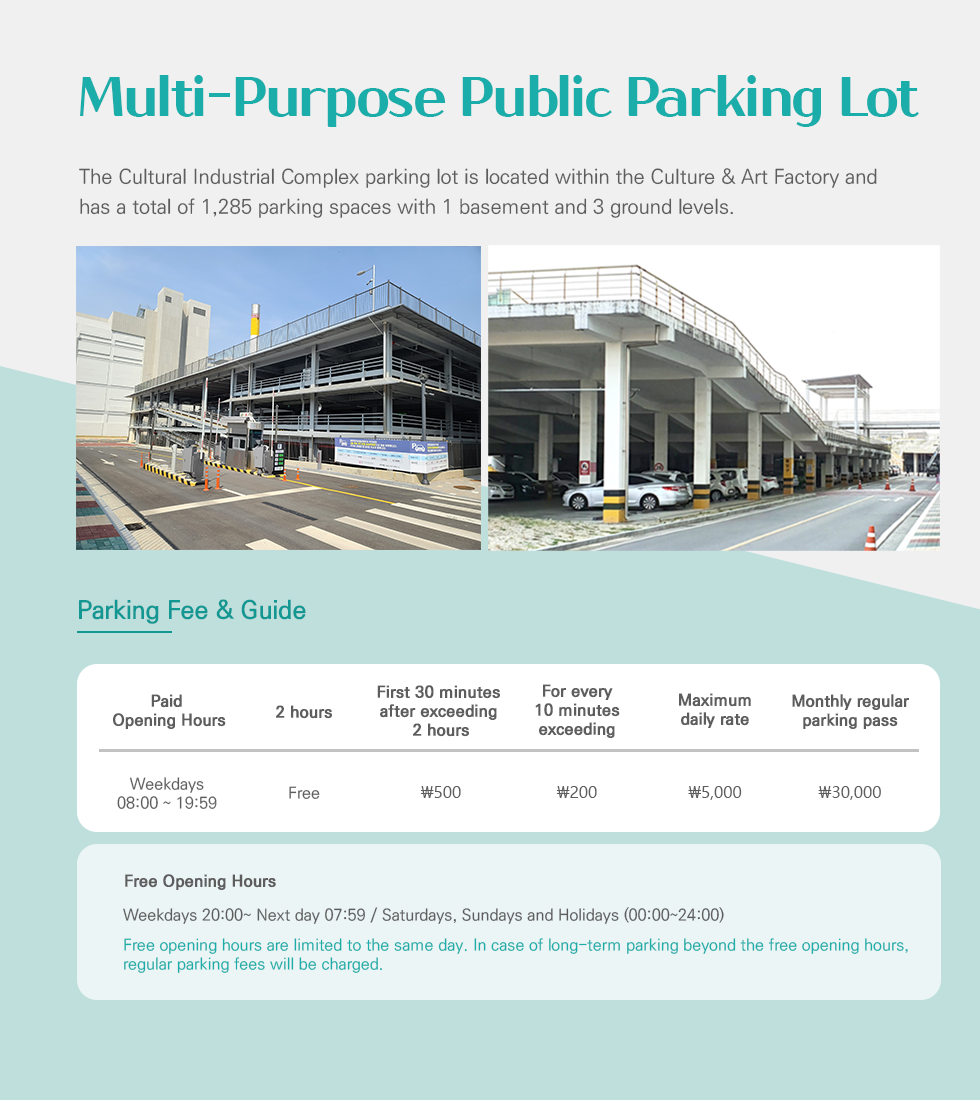 Multi-Purpose Public Parking Lot
The Cultural Industrial Complex parking lot is located within the Culture & Art Factory and
has a total of 1,285 parking spaces with 1 basement and 3 ground levels.
Parking Fee & Guide
Paid
Opening Hours
2 hours
First 30 minutes
after exceeding
2 hours
For every
10 minutes
exceeding
Maximum
daily rate
Monthly regular
parking pass
Weekdays
08:00 ~ 19:59
Free
₩500
₩200
₩5,000
₩30,000
Free Opening Hours
Weekdays 20:00~ Next day 07:59 / Saturdays, Sundays and Holidays (00:00~24:00)
Free opening hours are limited to the same day. In case of long-term parking beyond the free opening hours,
regular parking fees will be charged.